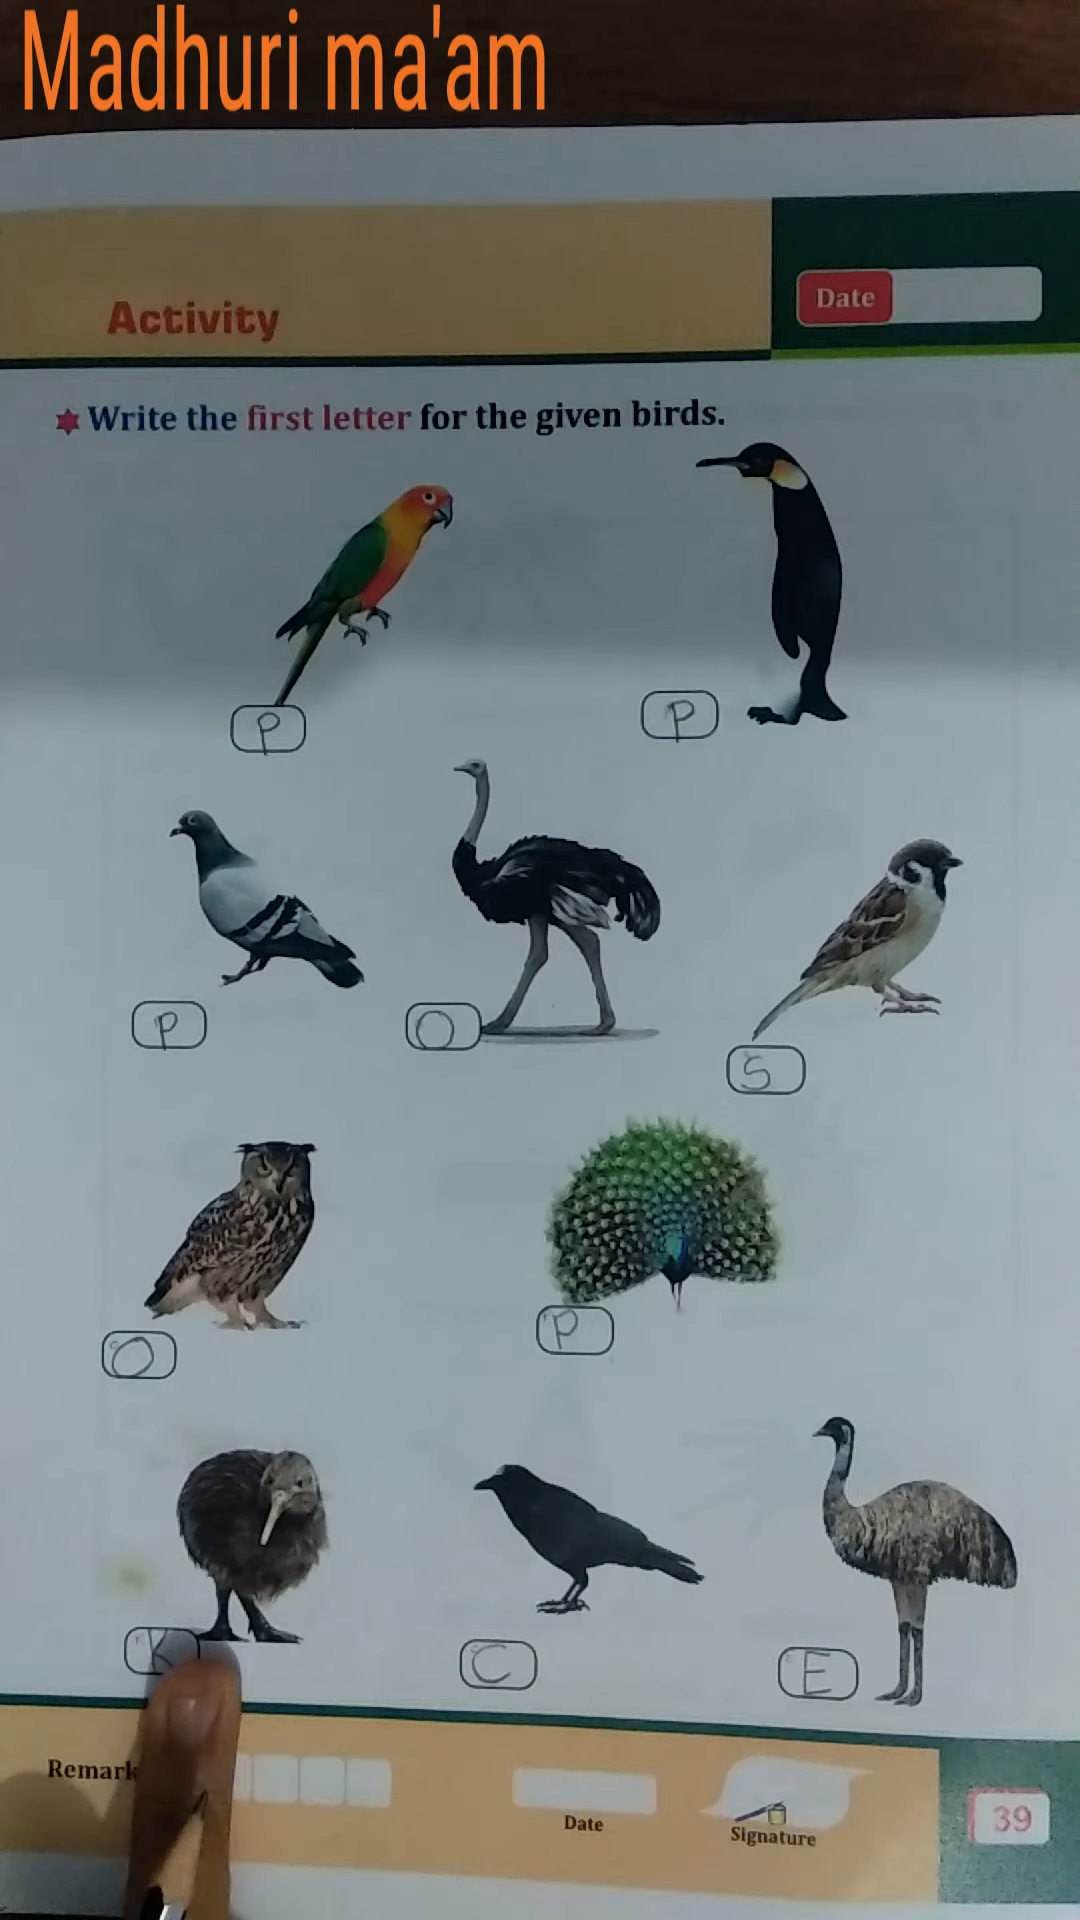 Madhuri ma'am
Activity
Date
Write the first letter for the given birds.
P
P
P
O
S
O
P
K
C
E
Remark
Date
Signature
39